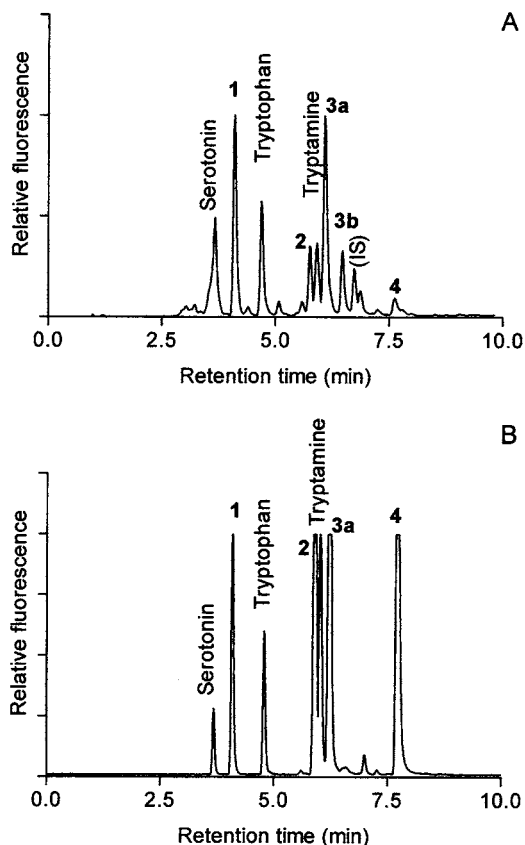 A
Relative fluorescence
Serotonin
1
Tryptophan
2
Tryptamine
3a
3b
(IS)
4
0.0 2.5 5.0 7.5 10.0
Retention time (min)
B
Relative fluorescence
Serotonin
1
Tryptophan
2
Tryptamine
3a
4
0.0 2.5 5.0 7.5 10.0
Retention time (min)